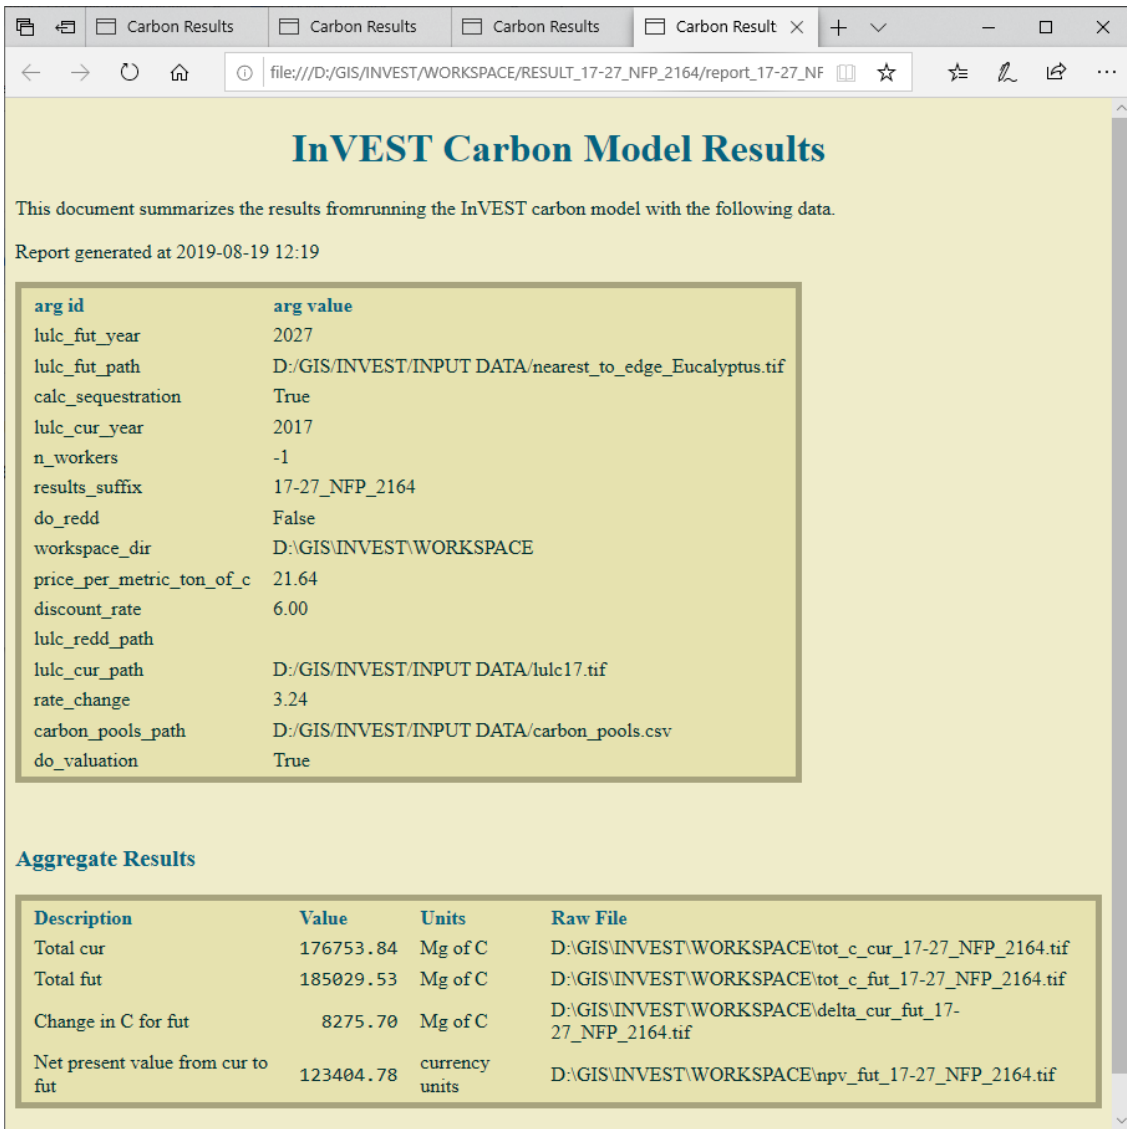 Carbon Results
Carbon Results
Carbon Results
Carbon Result
file:///D:/GIS/INVEST/WORKSPACE/RESULT_17-27_NFP_2164/report_17-27_NF
InVEST Carbon Model Results
This document summarizes the results fromrunning the InVEST carbon model with the following data.
Report generated at 2019-08-19 12:19
arg id arg value
lulc_fut_year 2027
lulc_fut_path D:/GIS/INVEST/INPUT DATA/nearest_to_edge_Eucalyptus.tif
calc_sequestration True
lulc_cur_year 2017
n_workers -1
results_suffix 17-27_NFP_2164
do_redd False
workspace_dir D:\GIS\INVEST\WORKSPACE
price_per_metric_ton_of_c 21.64
discount_rate 6.00
lulc_redd_path
lulc_cur_path D:/GIS/INVEST/INPUT DATA/lulc17.tif
rate_change 3.24
carbon_pools_path D:/GIS/INVEST/INPUT DATA/carbon_pools.csv
do_valuation True
Aggregate Results
Description Value Units Raw File
Total cur 176753.84 Mg of C D:\GIS\INVEST\WORKSPACE\tot_c_cur_17-27_NFP_2164.tif
Total fut 185029.53 Mg of C D:\GIS\INVEST\WORKSPACE\tot_c_fut_17-27_NFP_2164.tif
Change in C for fut 8275.70 Mg of C D:\GIS\INVEST\WORKSPACE\delta_cur_fut_17-
27_NFP_2164.tif
Net present value from cur to
fut 123404.78 currency
units D:\GIS\INVEST\WORKSPACE\npv_fut_17-27_NFP_2164.tif